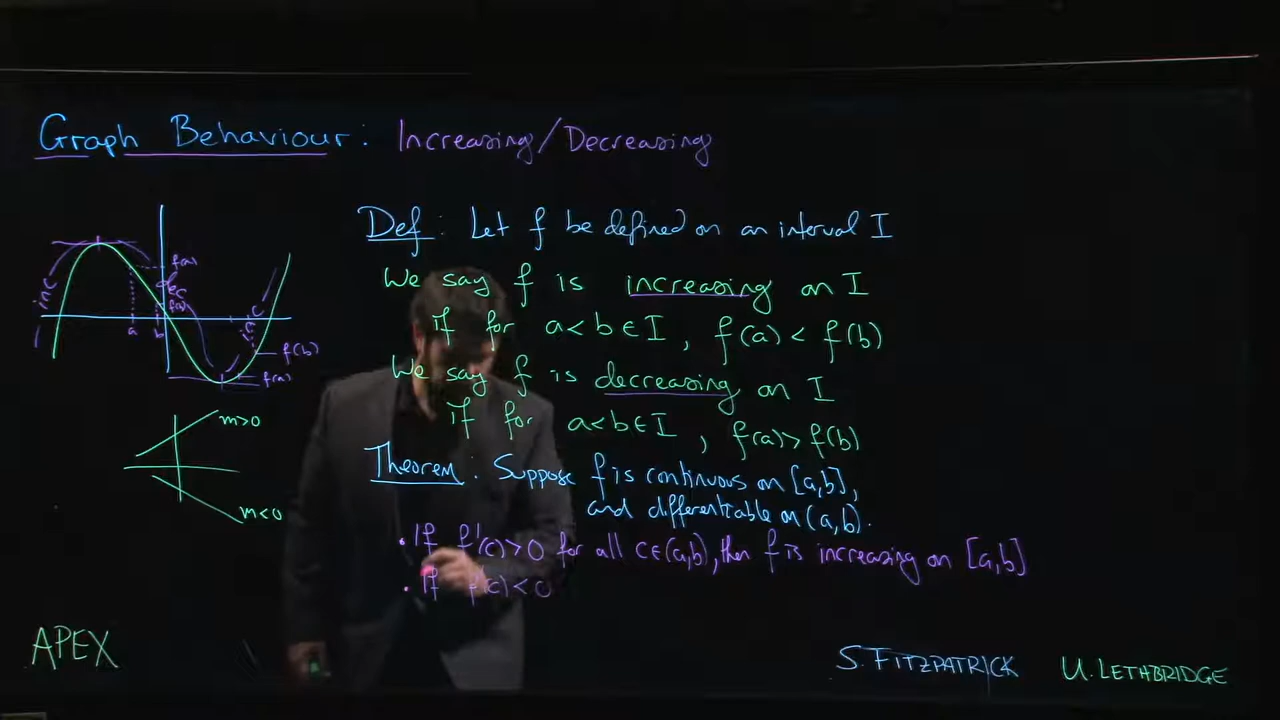 Graph Behaviour: Increasing/Decreasing
Def: Let f be defined on an interval I
We say f is increasing on I
if for a<b∈I, f(a)<f(b)
We say f is decreasing on I
if for a<b∈I, f(a)>f(b)
Theorem: Suppose f is continuous on [a,b],
and differentiable on (a,b).
• If f'(c)>0 for all c∈(a,b), then f is increasing on [a,b]
• If f'(c)<0
inc
dec
f(a)
a
b
f(b)
f(a)
m>0
m<0
APEX
S. FITZPATRICK
U. LETHBRIDGE